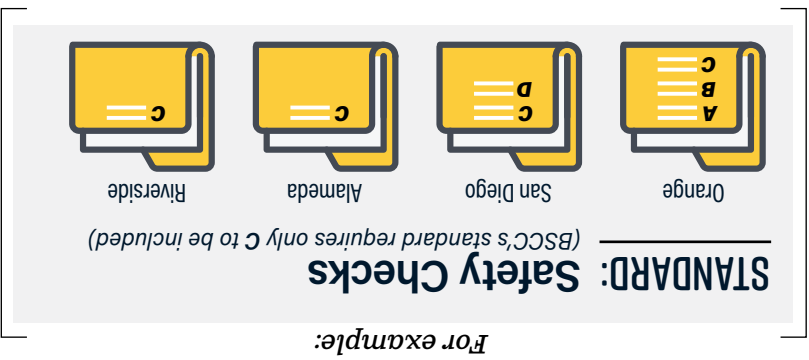 For example:
STANDARD: Safety Checks
(BSCC's standard requires only C to be included)
Orange San Diego Alameda Riverside
A C C C
B D
C